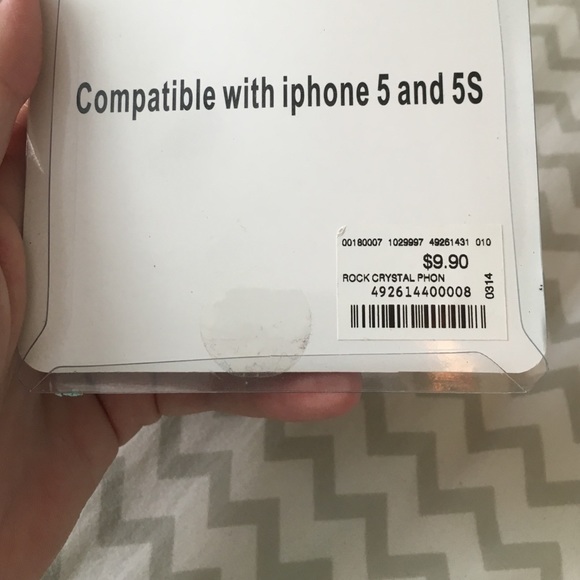 Compatible with iphone 5 and 5S
00180007 1029997 49261431 010
$9.90
ROCK CRYSTAL PHON
492614400008
0314